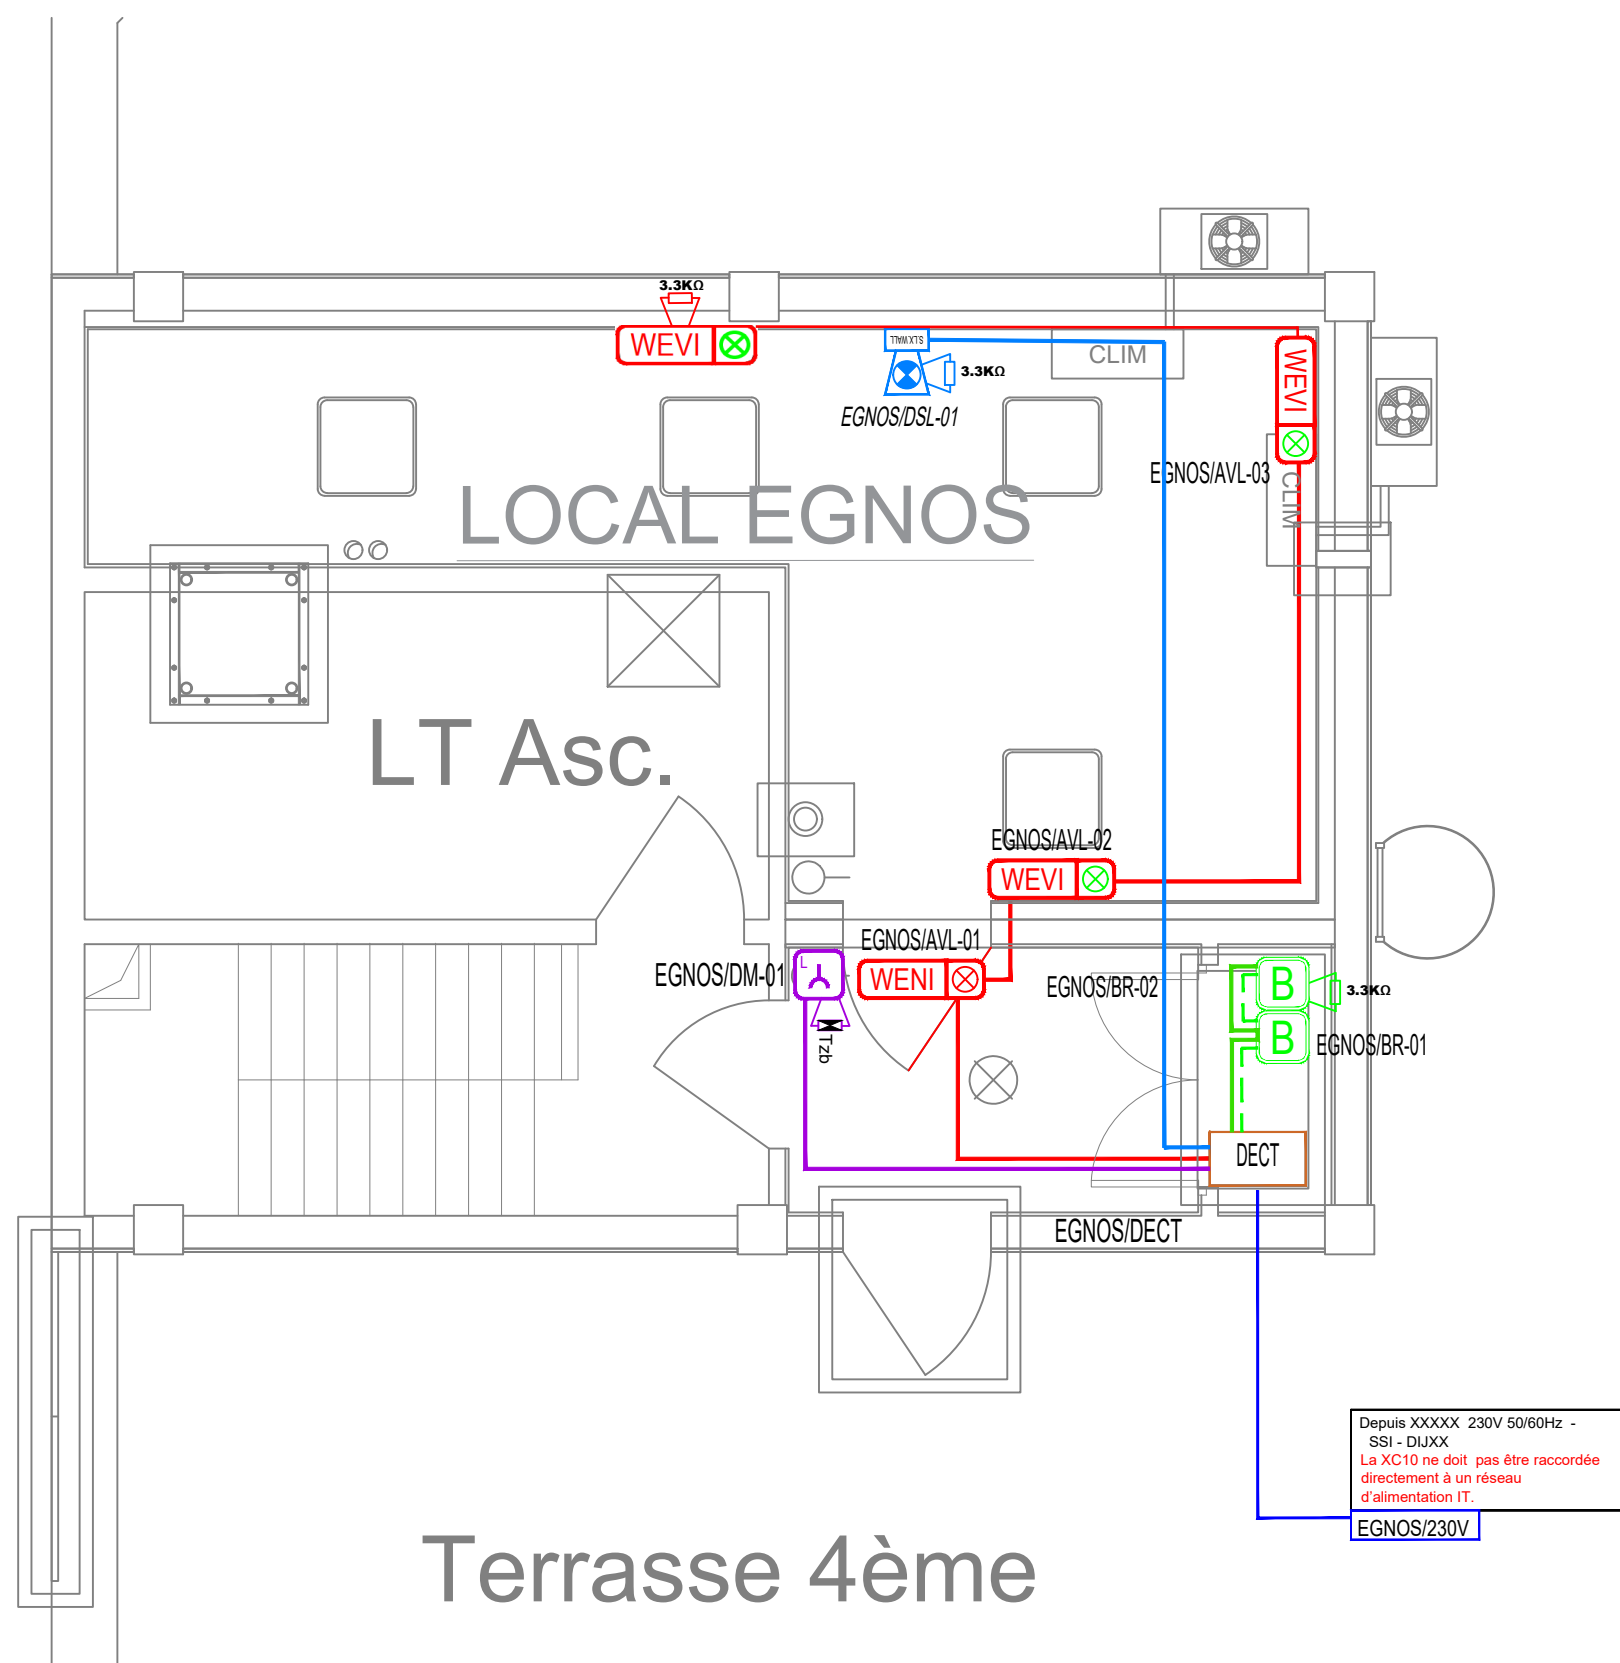 3.3KΩ
WEVI
STLX.WALL
3.3KΩ
EGNOS/DSL-01
CLIM
WEVI
EGNOS/AVL-03
CLIM
LOCAL EGNOS
LT Asc.
EGNOS/AVL-02
WEVI
EGNOS/AVL-01
EGNOS/DM-01
L
WENI
EGNOS/BR-02
B
3.3KΩ
Tzb
B
EGNOS/BR-01
DECT
EGNOS/DECT
Depuis XXXXX 230V 50/60Hz -
SSI - DIJXX
La XC10 ne doit pas être raccordée
directement à un réseau
d'alimentation IT.
EGNOS/230V
Terrasse 4ème